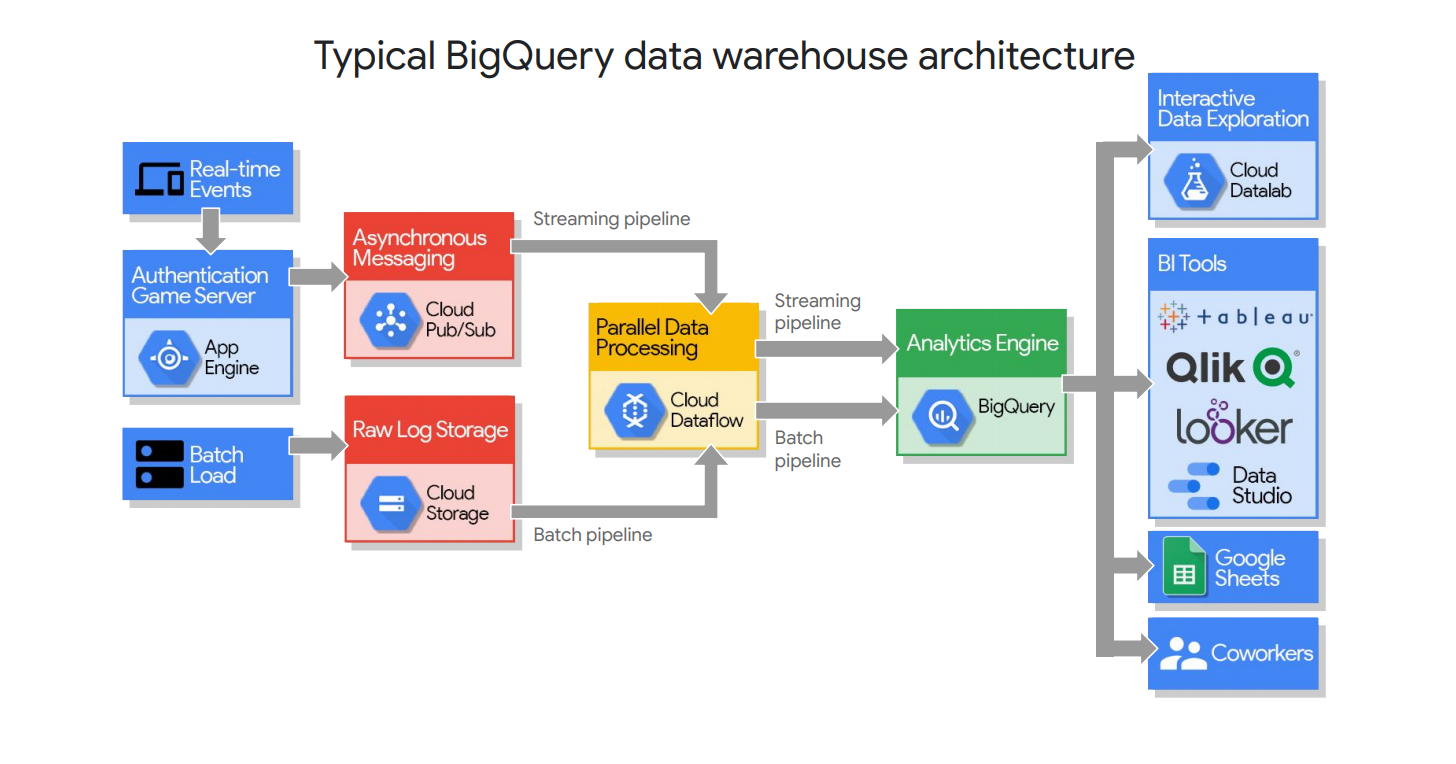 Typical BigQuery data warehouse architecture
Real-time
Events
Authentication
Game Server
App
Engine
Batch
Load
Asynchronous
Messaging
Cloud
Pub/Sub
Raw Log Storage
Cloud
Storage
Streaming pipeline
Batch pipeline
Parallel Data
Processing
Cloud
Dataflow
Streaming
pipeline
Batch
pipeline
Analytics Engine
BigQuery
Interactive
Data Exploration
Cloud
Datalab
BI Tools
+ableau
Qlik
looker
Data
Studio
Google
Sheets
Coworkers